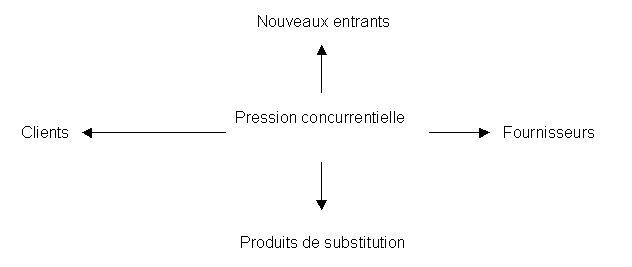 Nouveaux entrants
Pression concurrentielle
Clients
Fournisseurs
Produits de substitution